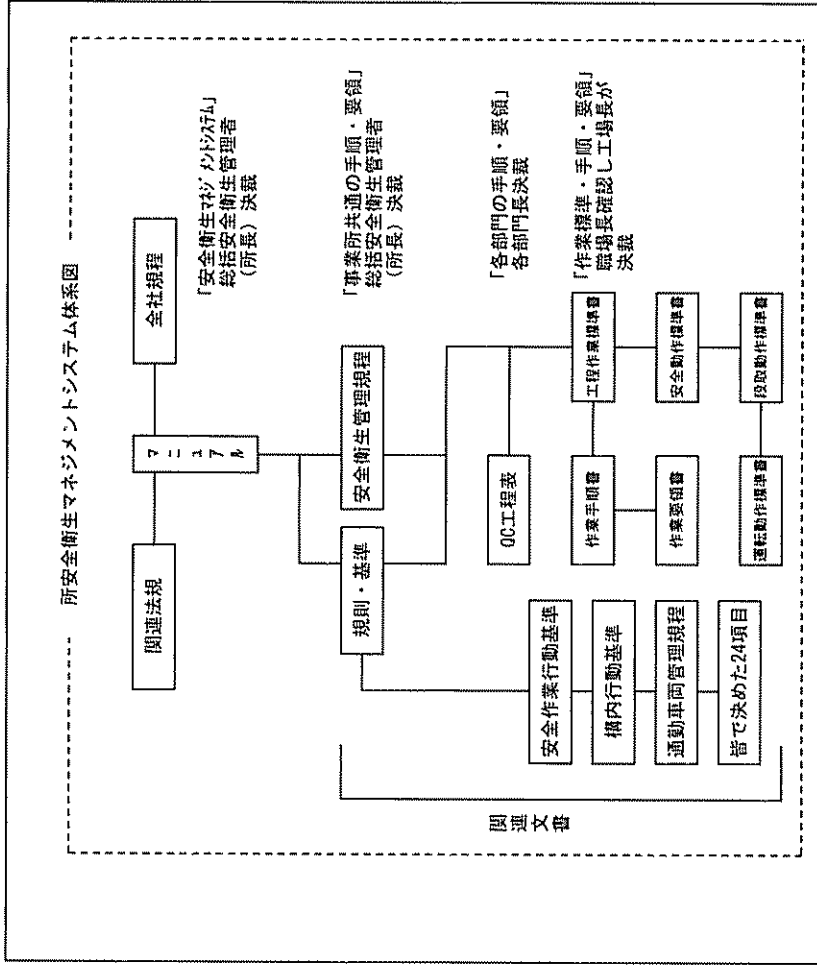 所安全衛生マネジメントシステム体系図
関連法規
マニュアル
全社規程
「安全衛生ﾏﾈｼﾞﾒﾝﾄｼｽﾃﾑ」
総括安全衛生管理者
(所長) 決裁
規則・基準
安全衛生管理規程
「事業所共通の手順・要領」
総括安全衛生管理者
(所長) 決裁
QC工程表
「各部門の手順・要領」
各部門長決裁
安全作業行動基準
構内行動基準
通勤車両管理規程
皆で決めた24項目
作業手順書
工程作業標準書
作業要領書
安全動作標準書
運転動作標準書
段取動作標準書
「作業標準・手順・要領」
職場長確認し工場長が
決裁
関連文書